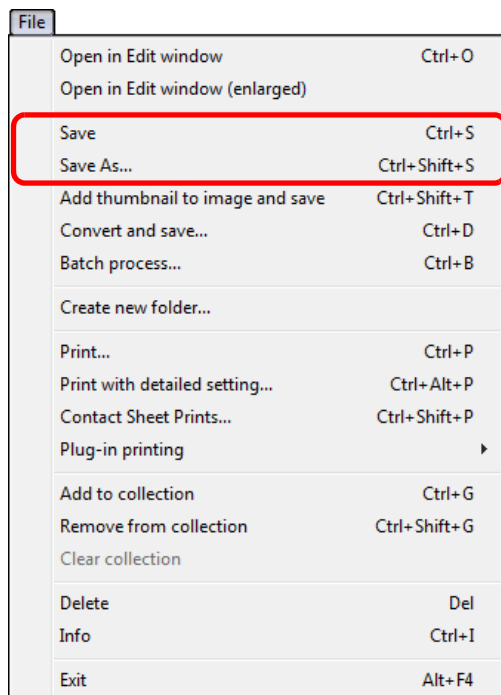 File
Open in Edit window Ctrl+O
Open in Edit window (enlarged)
Save Ctrl+S
Save As... Ctrl+Shift+S
Add thumbnail to image and save Ctrl+Shift+T
Convert and save... Ctrl+D
Batch process... Ctrl+B
Create new folder...
Print... Ctrl+P
Print with detailed setting... Ctrl+Alt+P
Contact Sheet Prints... Ctrl+Shift+P
Plug-in printing
Add to collection Ctrl+G
Remove from collection Ctrl+Shift+G
Clear collection
Delete Del
Info Ctrl+I
Exit Alt+F4